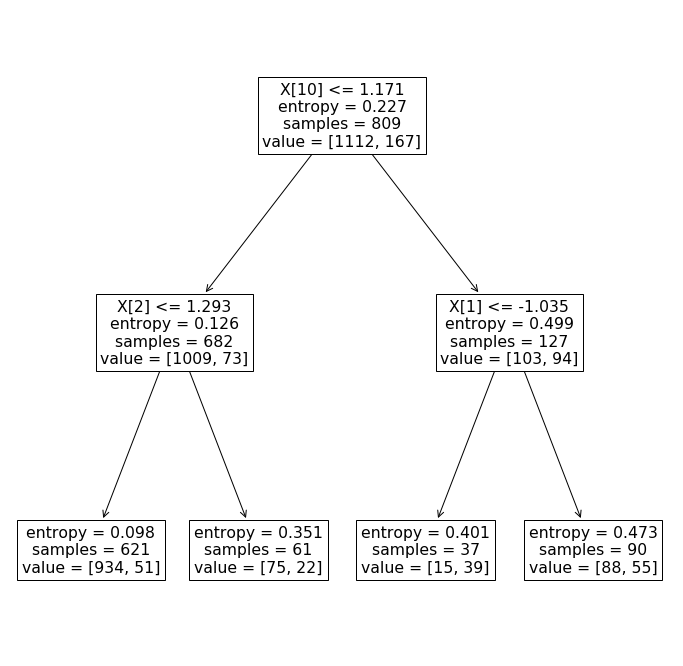 X[10] <= 1.171
entropy = 0.227
samples = 809
value = [1112, 167]
X[2] <= 1.293
entropy = 0.126
samples = 682
value = [1009, 73]
X[1] <= -1.035
entropy = 0.499
samples = 127
value = [103, 94]
entropy = 0.098
samples = 621
value = [934, 51]
entropy = 0.351
samples = 61
value = [75, 22]
entropy = 0.401
samples = 37
value = [15, 39]
entropy = 0.473
samples = 90
value = [88, 55]